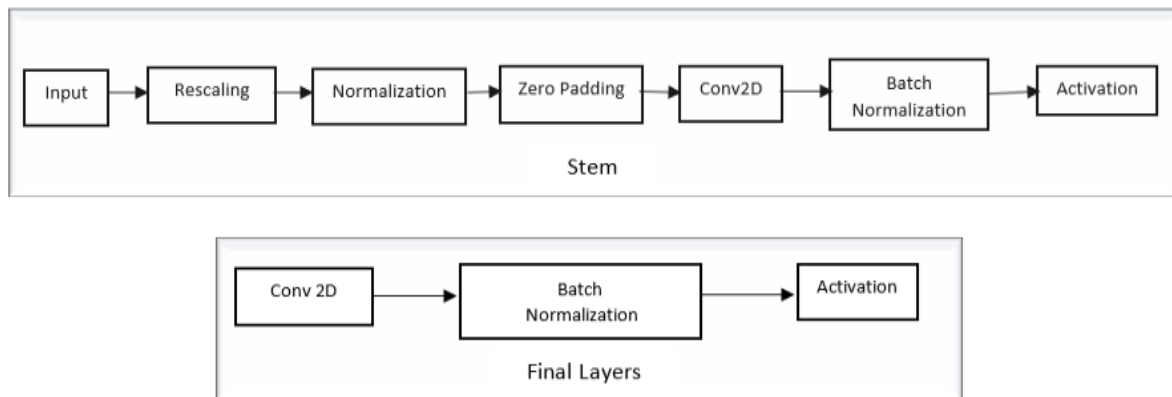 Input
Rescaling
Normalization
Zero Padding
Conv2D
Batch
Normalization
Activation
Stem
Conv 2D
Batch
Normalization
Activation
Final Layers